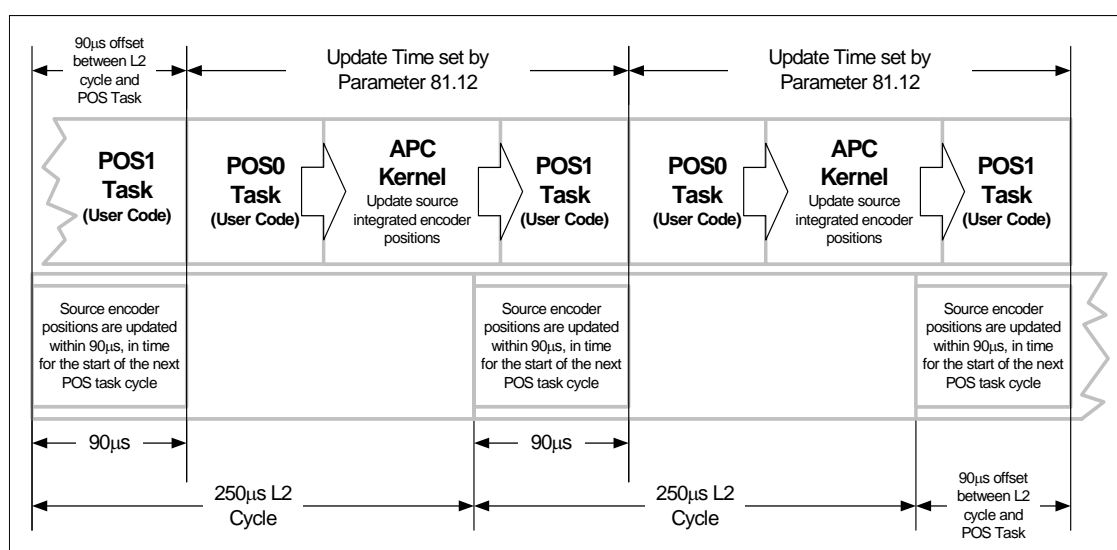 90μs offset
between L2
cycle and
POS Task
Update Time set by
Parameter 81.12
Update Time set by
Parameter 81.12
POS1
Task
(User Code)
POS0
Task
(User Code)
APC
Kernel
Update source
integrated encoder
positions
POS1
Task
(User Code)
POS0
Task
(User Code)
APC
Kernel
Update source
integrated encoder
positions
POS1
Task
(User Code)
Source encoder
positions are updated
within 90μs, in time
for the start of the next
POS task cycle
Source encoder
positions are updated
within 90μs, in time
for the start of the next
POS task cycle
Source encoder
positions are updated
within 90μs, in time
for the start of the next
POS task cycle
90μs
90μs
250μs L2
Cycle
250μs L2
Cycle
90μs offset
between L2
cycle and
POS Task